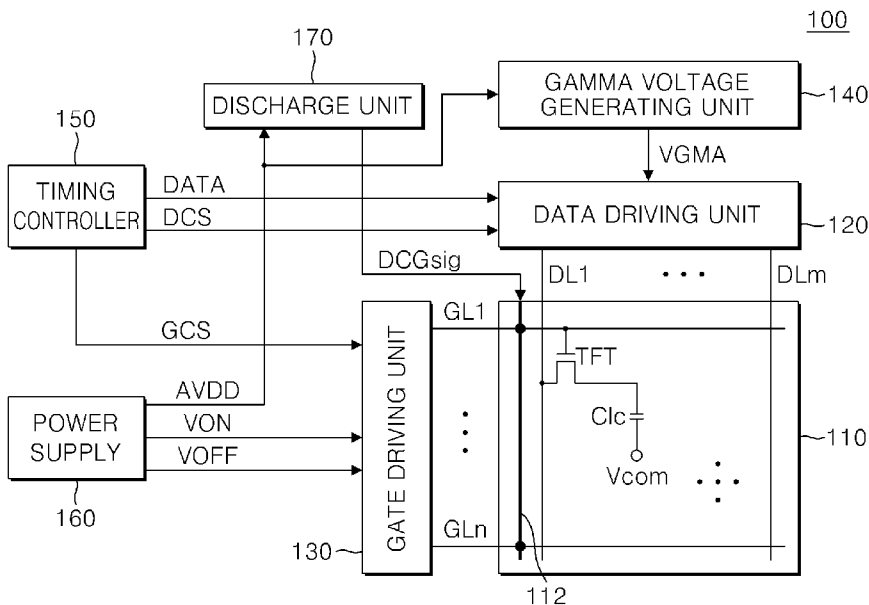 100
170
DISCHARGE UNIT
GAMMA VOLTAGE
GENERATING UNIT
140
150
TIMING
CONTROLLER
DATA
DCS
VGMA
DATA DRIVING UNIT
120
DCGsig
DL1
DLm
GCS
GL1
GATE DRIVING UNIT
TFT
AVDD
VON
VOFF
POWER
SUPPLY
160
Clc
Vcom
110
GLn
130
112